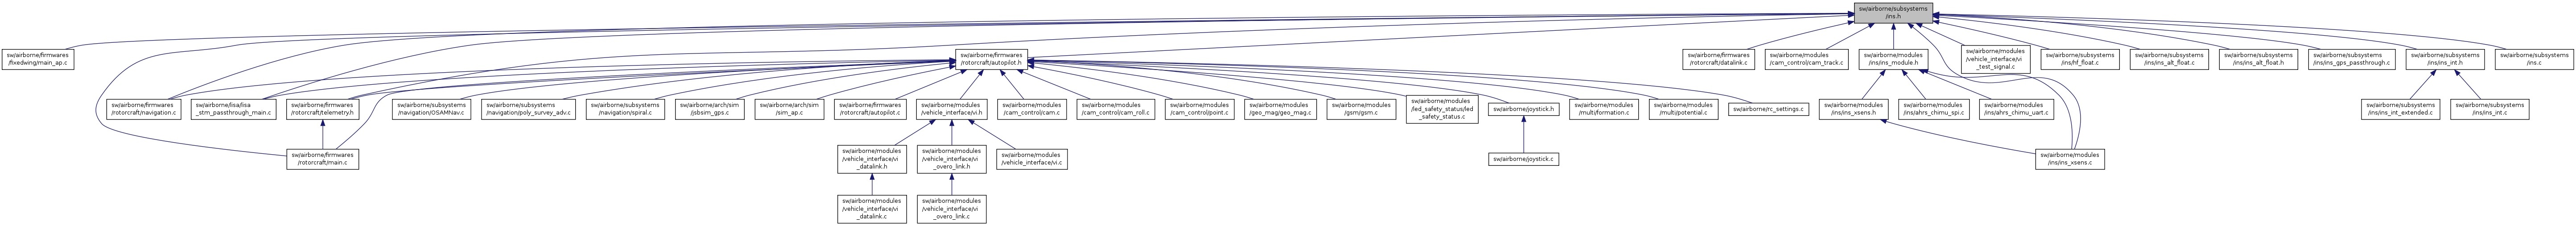 sw/airborne/subsystems
/ins.h
sw/airborne/firmwares
/fixedwing/main_ap.c
sw/airborne/firmwares
/rotorcraft/autopilot.h
sw/airborne/firmwares
/rotorcraft/datalink.c
sw/airborne/modules
/cam_control/cam_track.c
sw/airborne/modules
/ins/ins_module.h
sw/airborne/modules
/vehicle_interface/vi
_test_signal.c
sw/airborne/subsystems
/ins/hf_float.c
sw/airborne/subsystems
/ins/ins_alt_float.c
sw/airborne/subsystems
/ins/ins_alt_float.h
sw/airborne/subsystems
/ins/ins_gps_passthrough.c
sw/airborne/subsystems
/ins/ins_int.h
sw/airborne/subsystems
/ins.c
sw/airborne/firmwares
/rotorcraft/navigation.c
sw/airborne/lisa/lisa
_stm_passthrough_main.c
sw/airborne/firmwares
/rotorcraft/telemetry.h
sw/airborne/subsystems
/navigation/OSAMNav.c
sw/airborne/subsystems
/navigation/poly_survey_adv.c
sw/airborne/subsystems
/navigation/spiral.c
sw/airborne/arch/sim
/jsbsim_gps.c
sw/airborne/arch/sim
/sim_ap.c
sw/airborne/firmwares
/rotorcraft/autopilot.c
sw/airborne/modules
/vehicle_interface/vi.h
sw/airborne/modules
/cam_control/cam.c
sw/airborne/modules
/cam_control/cam_roll.c
sw/airborne/modules
/cam_control/point.c
sw/airborne/modules
/geo_mag/geo_mag.c
sw/airborne/modules
/gsm/gsm.c
sw/airborne/modules
/led_safety_status/led
_safety_status.c
sw/airborne/joystick.h
sw/airborne/modules
/multi/formation.c
sw/airborne/modules
/multi/potential.c
sw/airborne/rc_settings.c
sw/airborne/modules
/ins/ins_xsens.h
sw/airborne/modules
/ins/ahrs_chimu_spi.c
sw/airborne/modules
/ins/ahrs_chimu_uart.c
sw/airborne/subsystems
/ins/ins_int_extended.c
sw/airborne/subsystems
/ins/ins_int.c
sw/airborne/firmwares
/rotorcraft/main.c
sw/airborne/modules
/vehicle_interface/vi
_datalink.h
sw/airborne/modules
/vehicle_interface/vi
_overo_link.h
sw/airborne/modules
/vehicle_interface/vi.c
sw/airborne/joystick.c
sw/airborne/modules
/ins/ins_xsens.c
sw/airborne/modules
/vehicle_interface/vi
_datalink.c
sw/airborne/modules
/vehicle_interface/vi
_overo_link.c